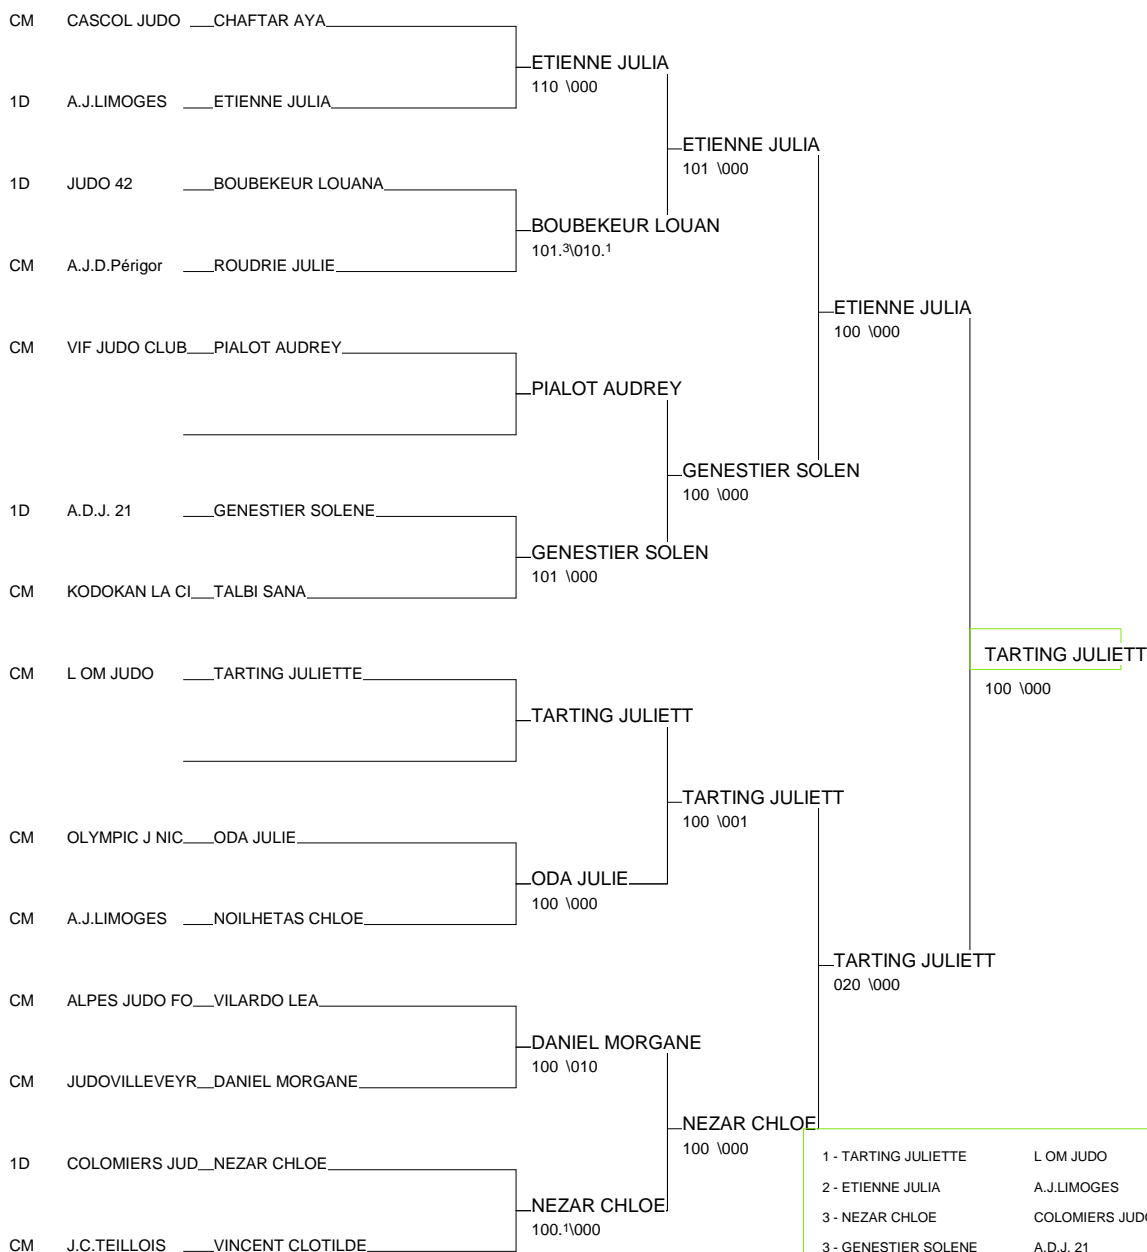 CM CASCOL JUDO CHAFTAR AYA
ETIENNE JULIA
110 \000
1D A.J.LIMOGES ETIENNE JULIA
ETIENNE JULIA
101 \000
1D JUDO 42 BOUBEKEUR LOUANA
BOUBEKEUR LOUAN
101.3\010.1
CM A.J.D.Périgor ROUDRIE JULIE
ETIENNE JULIA
100 \000
CM VIF JUDO CLUB PIALOT AUDREY
PIALOT AUDREY
GENESTIER SOLEN
100 \000
1D A.D.J. 21 GENESTIER SOLENE
GENESTIER SOLEN
101 \000
CM KODOKAN LA CI TALBI SANA
TARTING JULIETT
100 \000
CM L OM JUDO TARTING JULIETTE
TARTING JULIETT
TARTING JULIETT
100 \001
CM OLYMPIC J NIC ODA JULIE
ODA JULIE
100 \000
CM A.J.LIMOGES NOILHETAS CHLOE
TARTING JULIETT
020 \000
CM ALPES JUDO FO VILARDO LEA
DANIEL MORGANE
100 \010
CM JUDOVILLEVEYR DANIEL MORGANE
NEZAR CHLOE
100 \000
1D COLOMIERS JUD NEZAR CHLOE
NEZAR CHLOE
100.1\000
CM J.C.TEILLOIS VINCENT CLOTILDE
1 - TARTING JULIETTE L OM JUDO
2 - ETIENNE JULIA A.J.LIMOGES
3 - NEZAR CHLOE COLOMIERS JUDO
3 - GENESTIER SOLENE A.D.J. 21